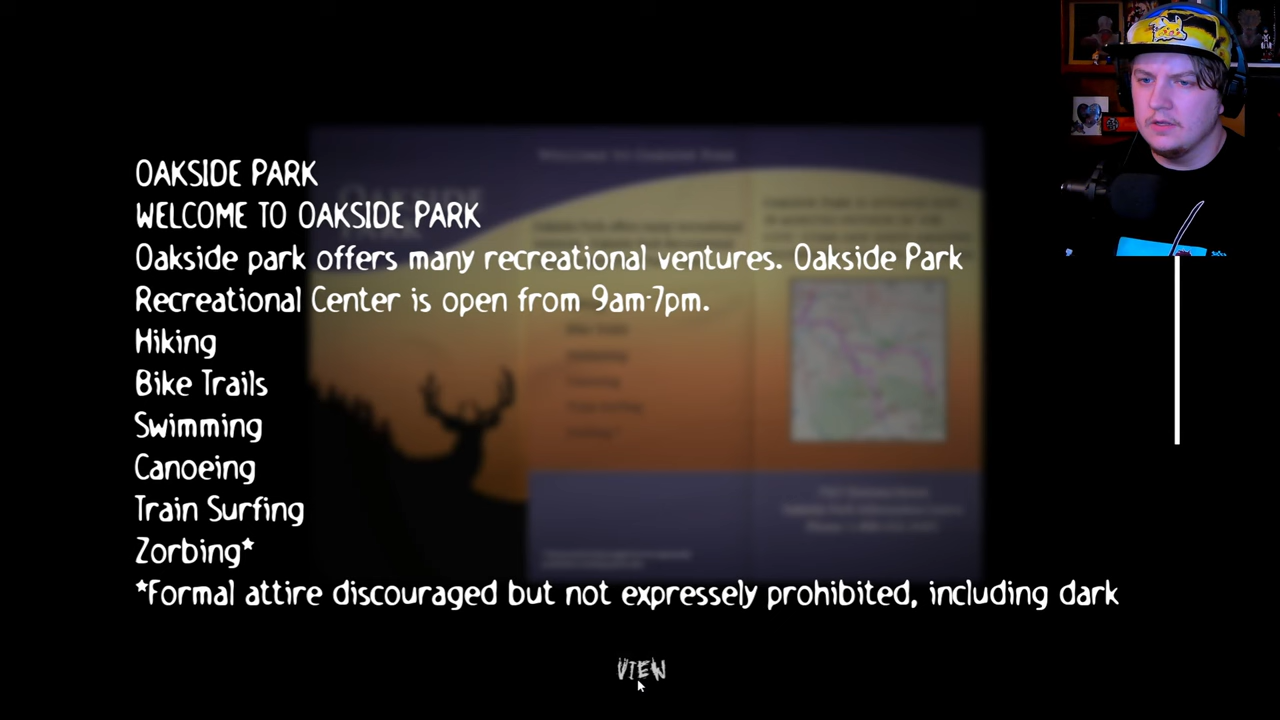 OAKSIDE PARK
WELCOME TO OAKSIDE PARK
Oakside park offers many recreational ventures. Oakside Park
Recreational Center is open from 9am-7pm.
Hiking
Bike Trails
Swimming
Canoeing
Train Surfing
Zorbing*
*Formal attire discouraged but not expressely prohibited, including dark
VIEW